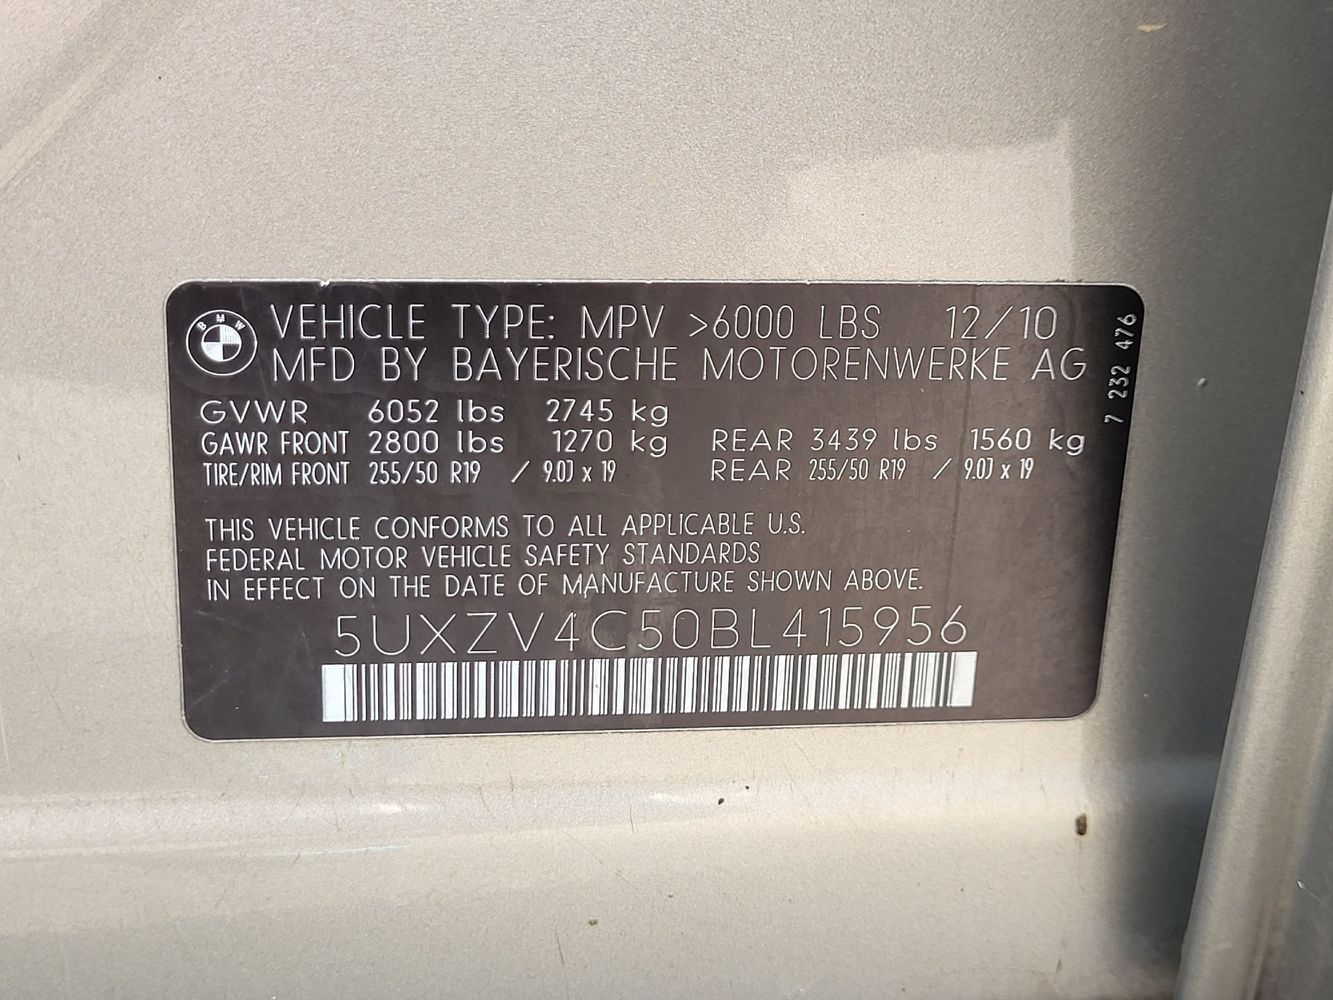 BMW
VEHICLE TYPE: MPV >6000 LBS 12/10
MFD BY BAYERISCHE MOTORENWERKE AG
GVWR 6052 lbs 2745 kg
GAWR FRONT 2800 lbs 1270 kg REAR 3439 lbs 1560 kg
TIRE/RIM FRONT 255/50 R19 / 9.0J x 19 REAR 255/50 R19 / 9.0J x 19
THIS VEHICLE CONFORMS TO ALL APPLICABLE U.S.
FEDERAL MOTOR VEHICLE SAFETY STANDARDS
IN EFFECT ON THE DATE OF MANUFACTURE SHOWN ABOVE.
5UXZV4C50BL415956
7 232 476